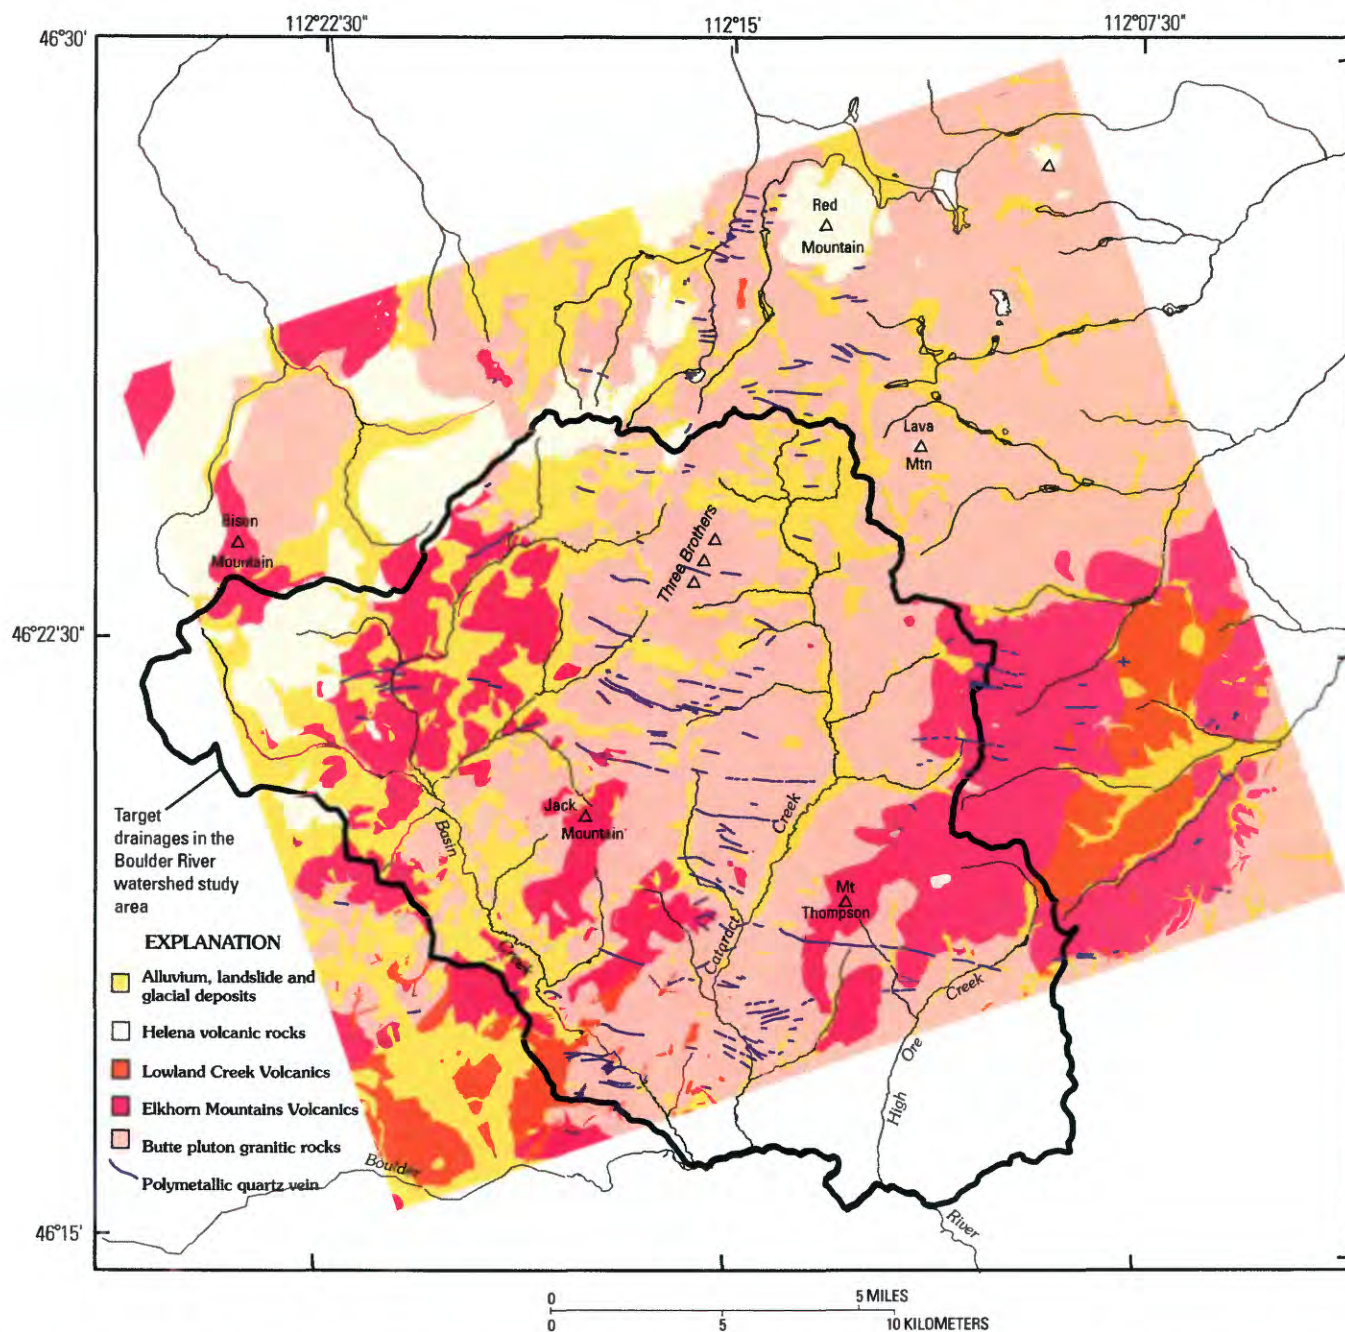 112°22'30"
112°15'
112°07'30"
46°30'
Red
Mountain
Lava
Mtn
Bison
Mountain
Three Brothers
46°22'30"
Jack
Mountain
Basin
Creek
Creek
Cataract
Mt
Thompson
Creek
Ore
High
Target
drainages in the
Boulder River
watershed study
area
EXPLANATION
Alluvium, landslide and
glacial deposits
Helena volcanic rocks
Lowland Creek Volcanics
Elkhorn Mountains Volcanics
Butte pluton granitic rocks
Polymetallic quartz vein
Boulder
River
46°15'
0 5 MILES
0 5 10 KILOMETERS